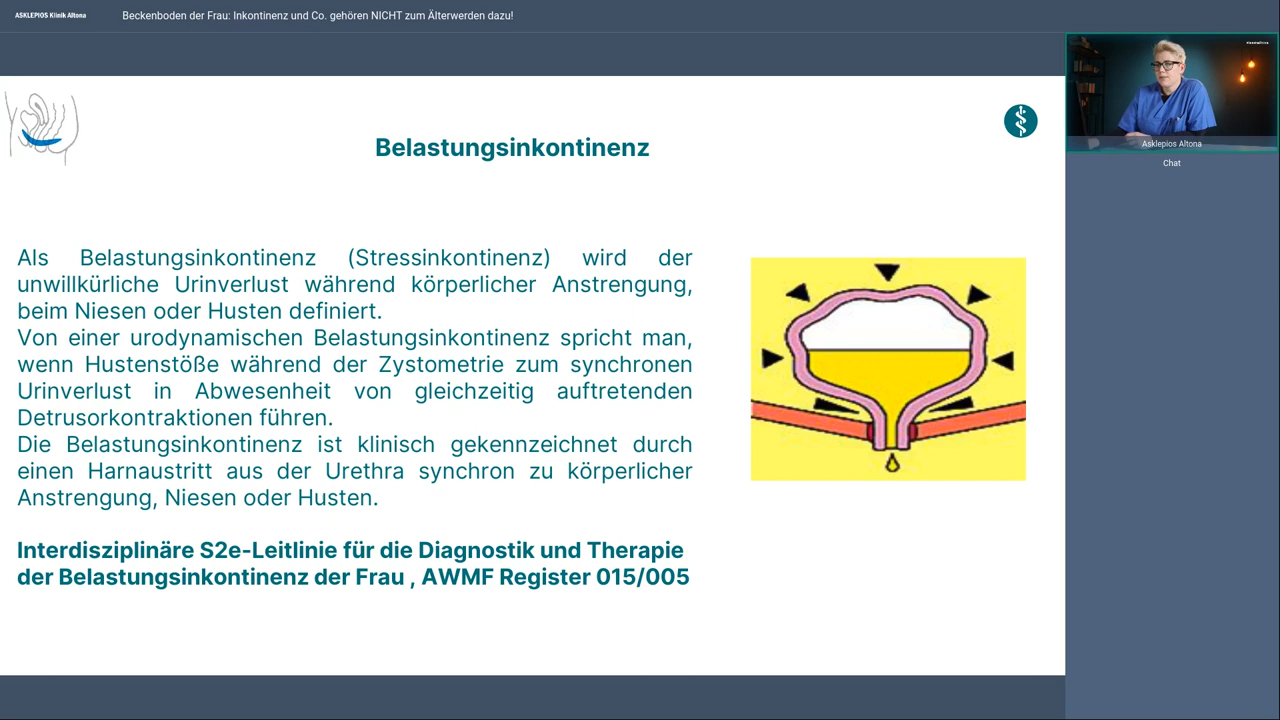 ASKLEPIOS Klinik Altona
Beckenboden der Frau: Inkontinenz und Co. gehören NICHT zum Älterwerden dazu!
Asklepios Altona
Chat
Belastungsinkontinenz
Als Belastungsinkontinenz (Stressinkontinenz) wird der
unwillkürliche Urinverlust während körperlicher Anstrengung,
beim Niesen oder Husten definiert.
Von einer urodynamischen Belastungsinkontinenz spricht man,
wenn Hustenstöße während der Zystometrie zum synchronen
Urinverlust in Abwesenheit von gleichzeitig auftretenden
Detrusorkontraktionen führen.
Die Belastungsinkontinenz ist klinisch gekennzeichnet durch
einen Harnaustritt aus der Urethra synchron zu körperlicher
Anstrengung, Niesen oder Husten.
Interdisziplinäre S2e-Leitlinie für die Diagnostik und Therapie
der Belastungsinkontinenz der Frau , AWMF Register 015/005